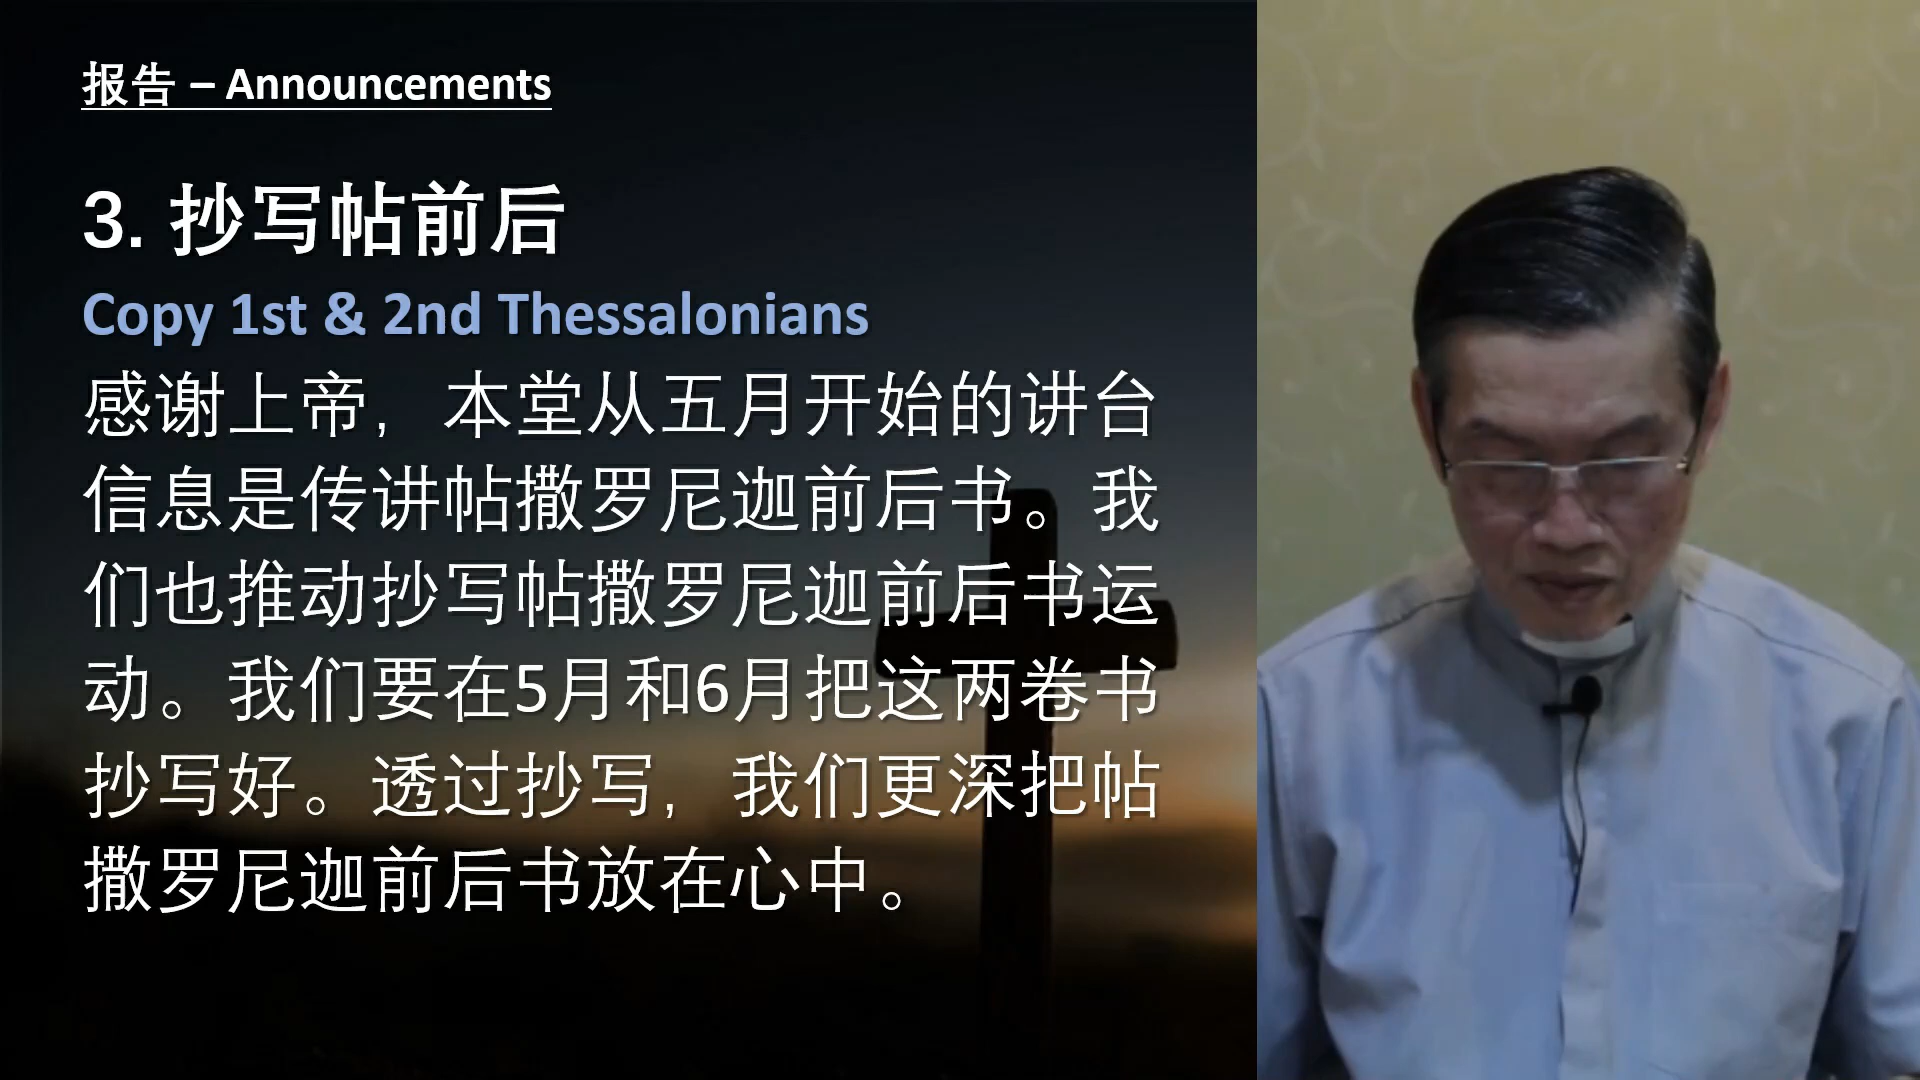 报告 – Announcements
3. 抄写帖前后
Copy 1st & 2nd Thessalonians
感谢上帝，本堂从五月开始的讲台
信息是传讲帖撒罗尼迦前后书。我
们也推动抄写帖撒罗尼迦前后书运
动。我们要在5月和6月把这两卷书
抄写好。透过抄写，我们更深把帖
撒罗尼迦前后书放在心中。